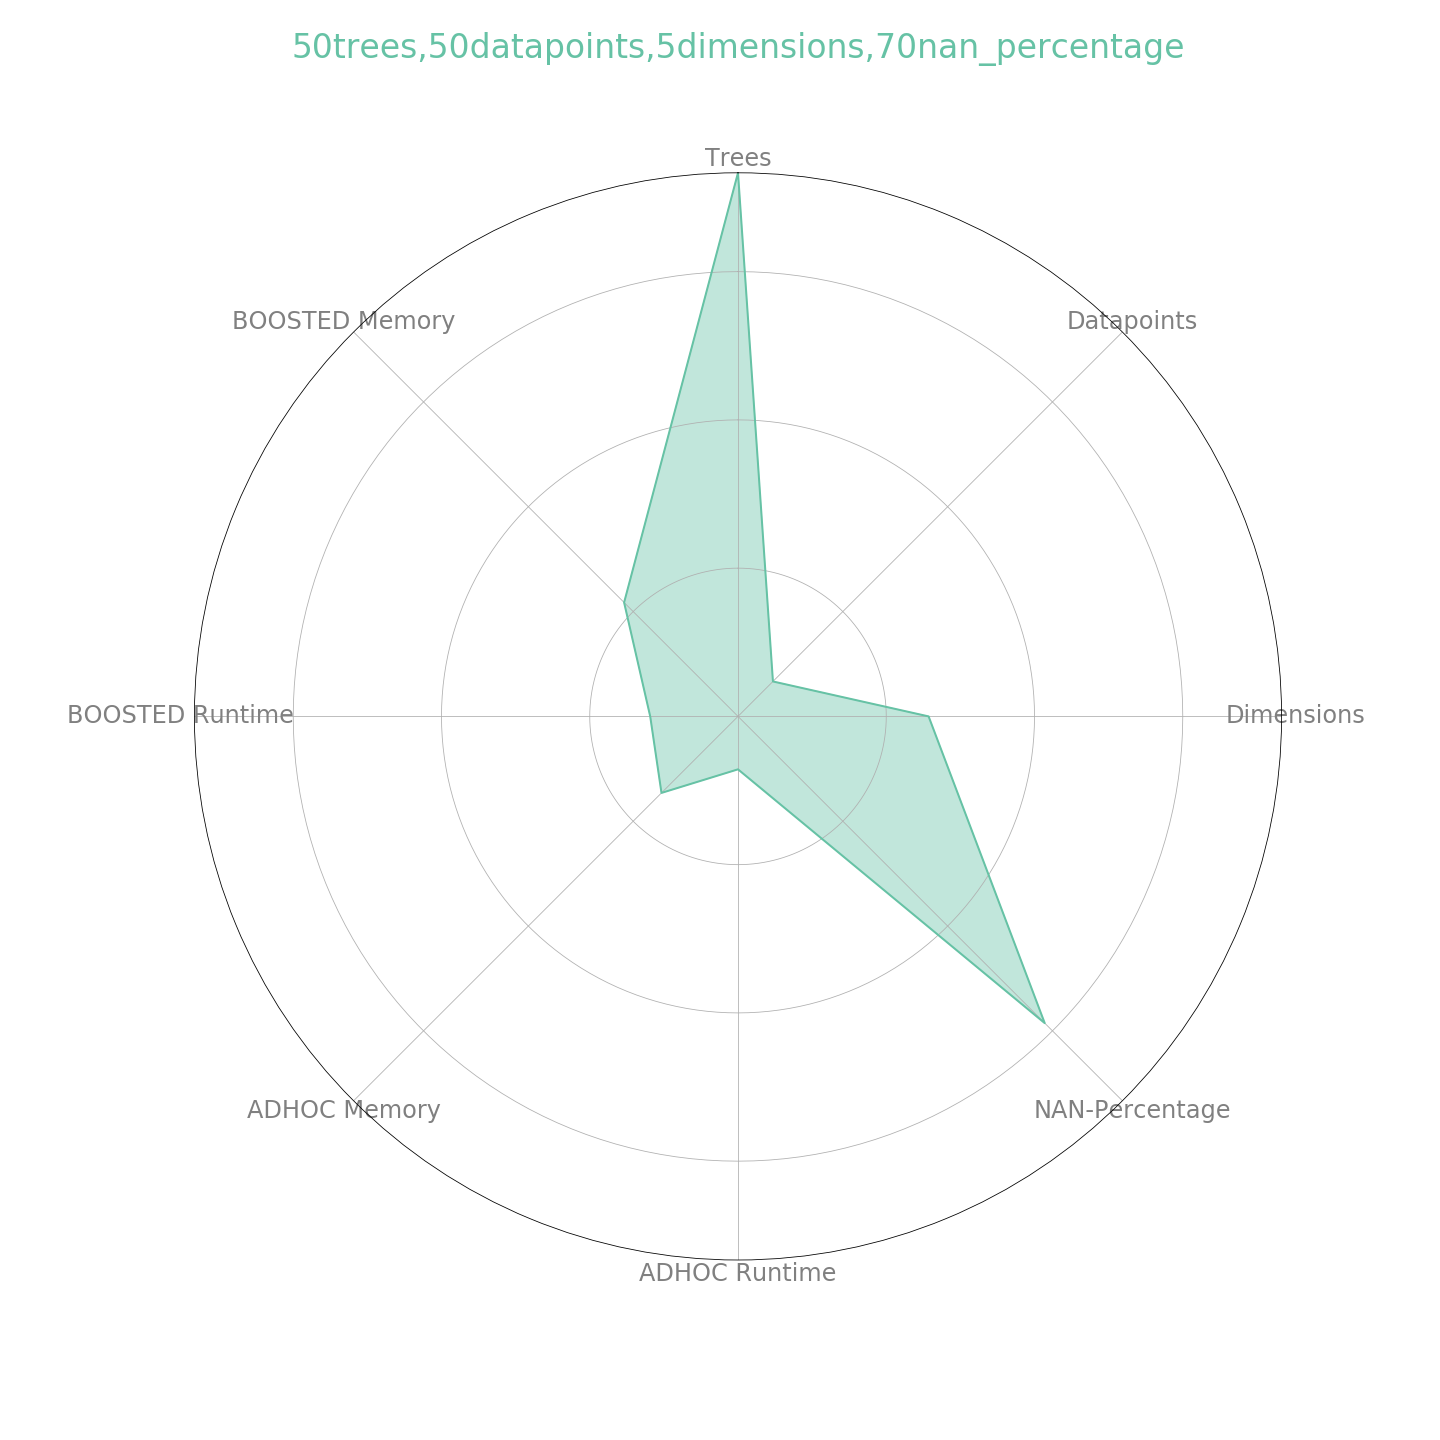 50trees,50datapoints,5dimensions,70nan_percentage
Trees
BOOSTED Memory
Datapoints
BOOSTED Runtime
Dimensions
ADHOC Memory
NAN-Percentage
ADHOC Runtime